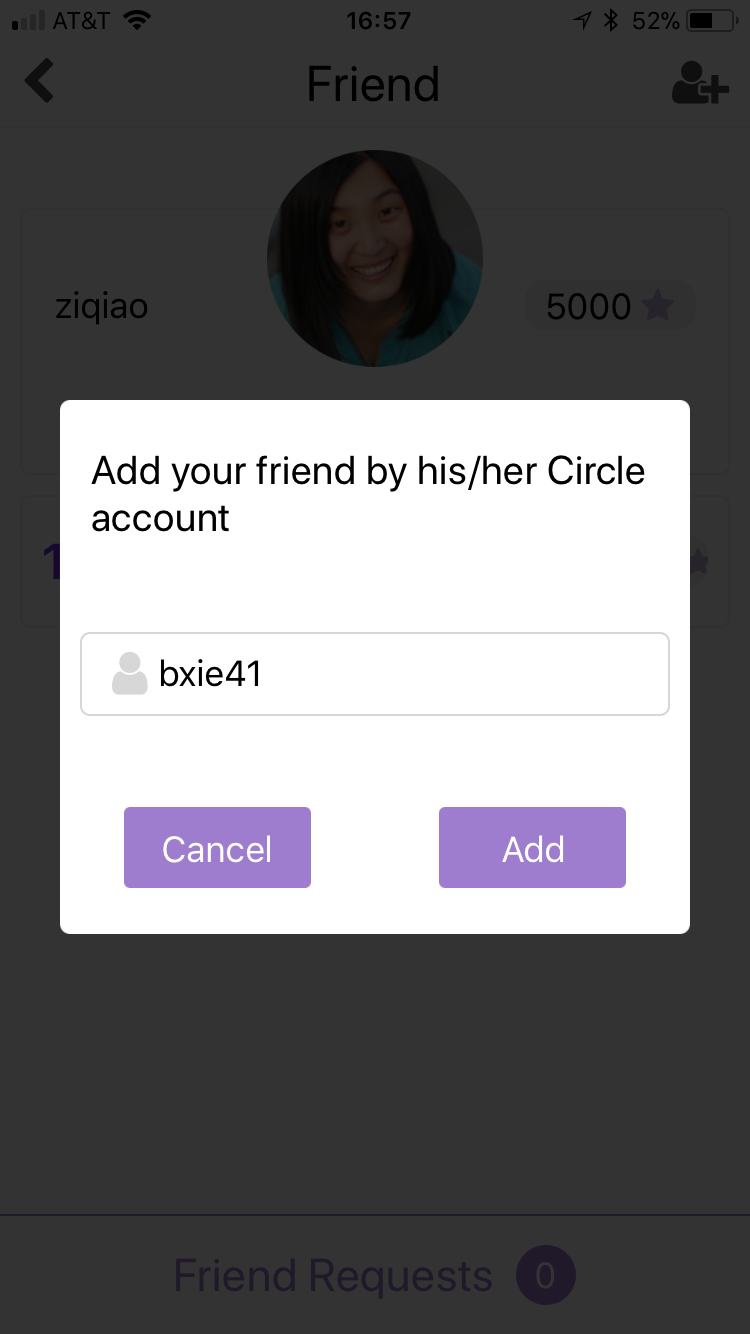 AT&T 16:57 52%
Friend
ziqiao 5000
Add your friend by his/her Circle
account
1
bxie41
Cancel Add
Friend Requests 0